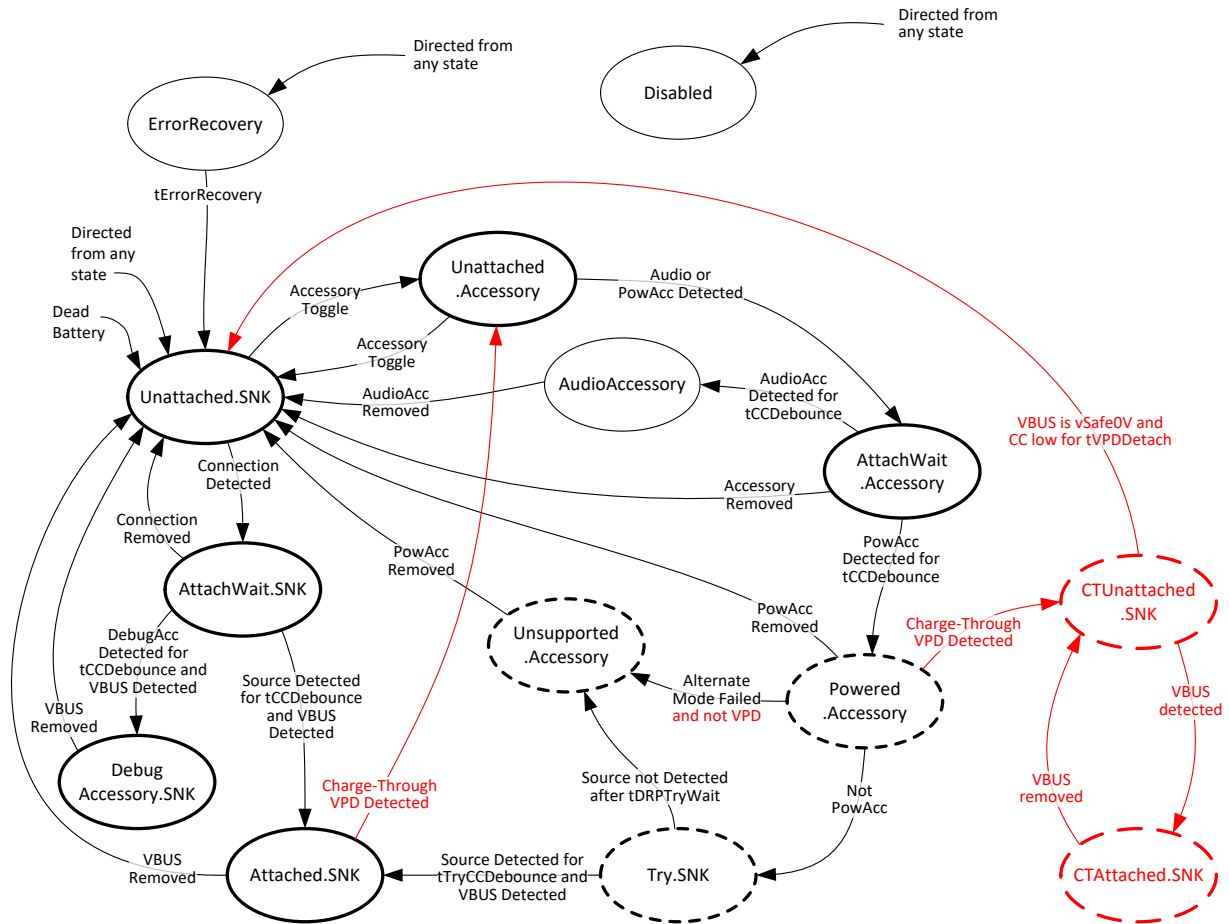 Directed from
any state
Directed from
any state
ErrorRecovery
Disabled
tErrorRecovery
Directed
from any
state
Dead
Battery
Unattached
.Accessory
Audio or
PowAcc Detected
Accessory
Toggle
Accessory
Toggle
Unattached.SNK
AudioAcc
Removed
AudioAccessory
AudioAcc
Detected for
tCCDebounce
VBUS is vSafe0V and
CC low for tVPDDetach
AttachWait
.Accessory
Connection
Detected
Accessory
Removed
Connection
Removed
PowAcc
Removed
PowAcc
Dectected for
tCCDebounce
AttachWait.SNK
CTUnattached
.SNK
PowAcc
Removed
Charge-Through
VPD Detected
Unsupported
.Accessory
DebugAcc
Detected for
tCCDebounce and
VBUS Detected
Source Detected
for tCCDebounce
and VBUS
Detected
Alternate
Mode Failed
and not VPD
Powered
.Accessory
VBUS
detected
VBUS
Removed
Debug
Accessory.SNK
Charge-Through
VPD Detected
Source not Detected
after tDRPTryWait
Not
PowAcc
VBUS
removed
VBUS
Removed
Attached.SNK
Source Detected for
tTryCCDebounce and
VBUS Detected
Try.SNK
CTAttached.SNK